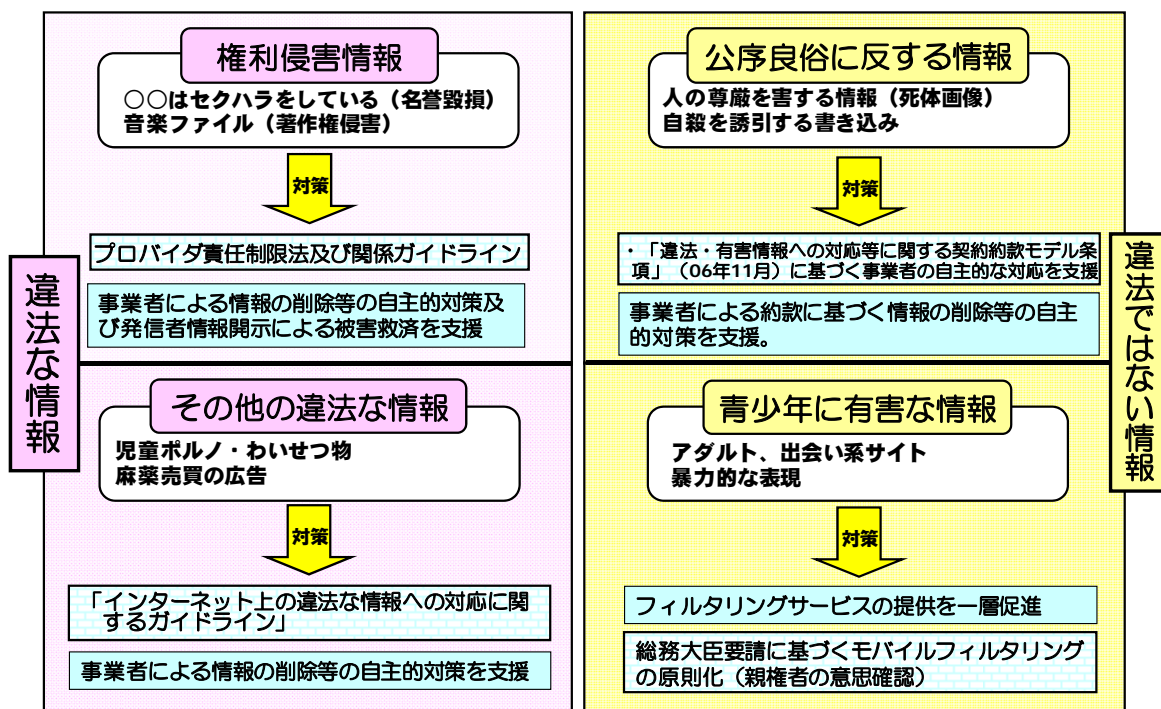 違法な情報
権利侵害情報
○○はセクハラをしている（名誉毀損）
音楽ファイル（著作権侵害）
対策
プロバイダ責任制限法及び関係ガイドライン
事業者による情報の削除等の自主的対策及
び発信者情報開示による被害救済を支援
その他の違法な情報
児童ポルノ・わいせつ物
麻薬売買の広告
対策
「インターネット上の違法な情報への対応に関
するガイドライン」
事業者による情報の削除等の自主的対策を支援
違法ではない情報
公序良俗に反する情報
人の尊厳を害する情報（死体画像）
自殺を誘引する書き込み
対策
・「違法・有害情報への対応等に関する契約約款モデル条
項」（06年11月）に基づく事業者の自主的な対応を支援
事業者による約款に基づく情報の削除等の自主
的対策を支援。
青少年に有害な情報
アダルト、出会い系サイト
暴力的な表現
対策
フィルタリングサービスの提供を一層促進
総務大臣要請に基づくモバイルフィルタリング
の原則化（親権者の意思確認）